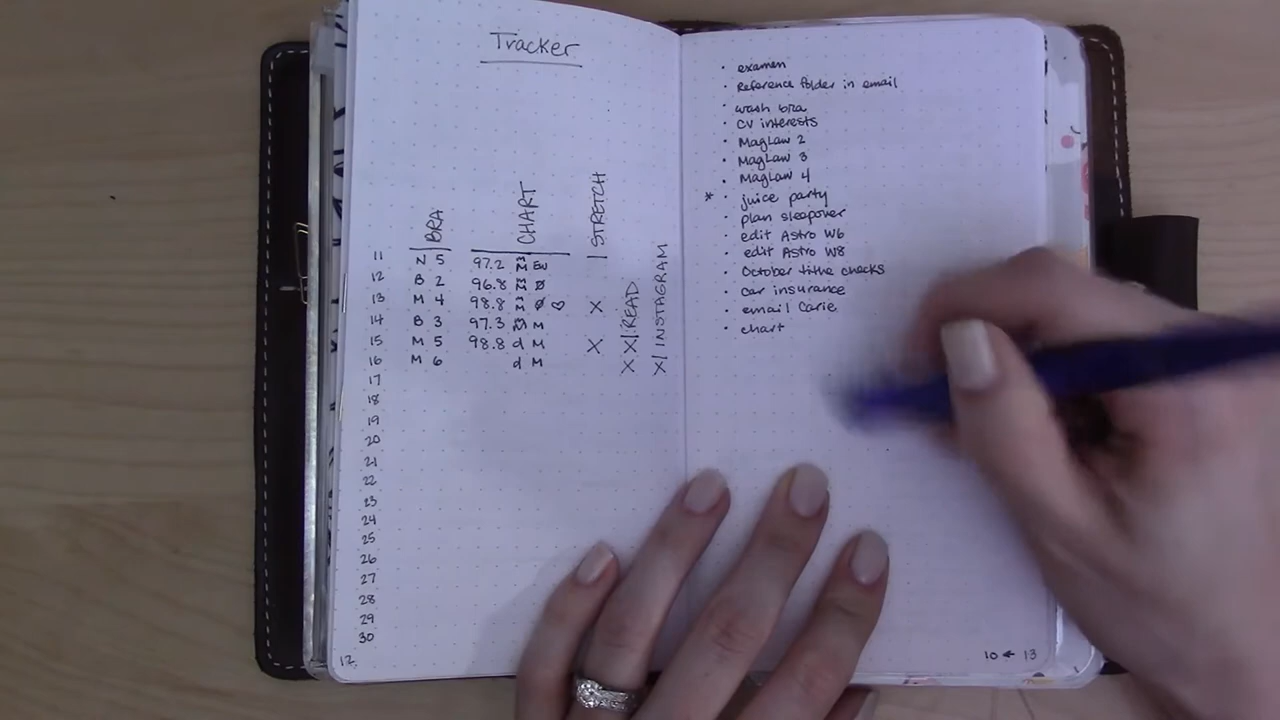 Tracker
BRA
CHART
STRETCH
READ
INSTAGRAM
11 N 5 97.2 M EW
12 B 2 96.8 M Ø
13 M 4 98.8 M Ø ♡ X
14 B 3 97.3 M
15 M 5 98.8 d M X
16 M 6 d M X X X
17
18
19
20
21
22
23
24
25
26
27
28
29
30
12
• examen
• Reference folder in email
• wash bra
• CV interests
• MagLaw 2
• MagLaw 3
• MagLaw 4
* • juice party
• plan sleepover
• edit Astro W6
• edit Astro W8
• October tithe checks
• car insurance
• email Carie
• chart
10 ← 13